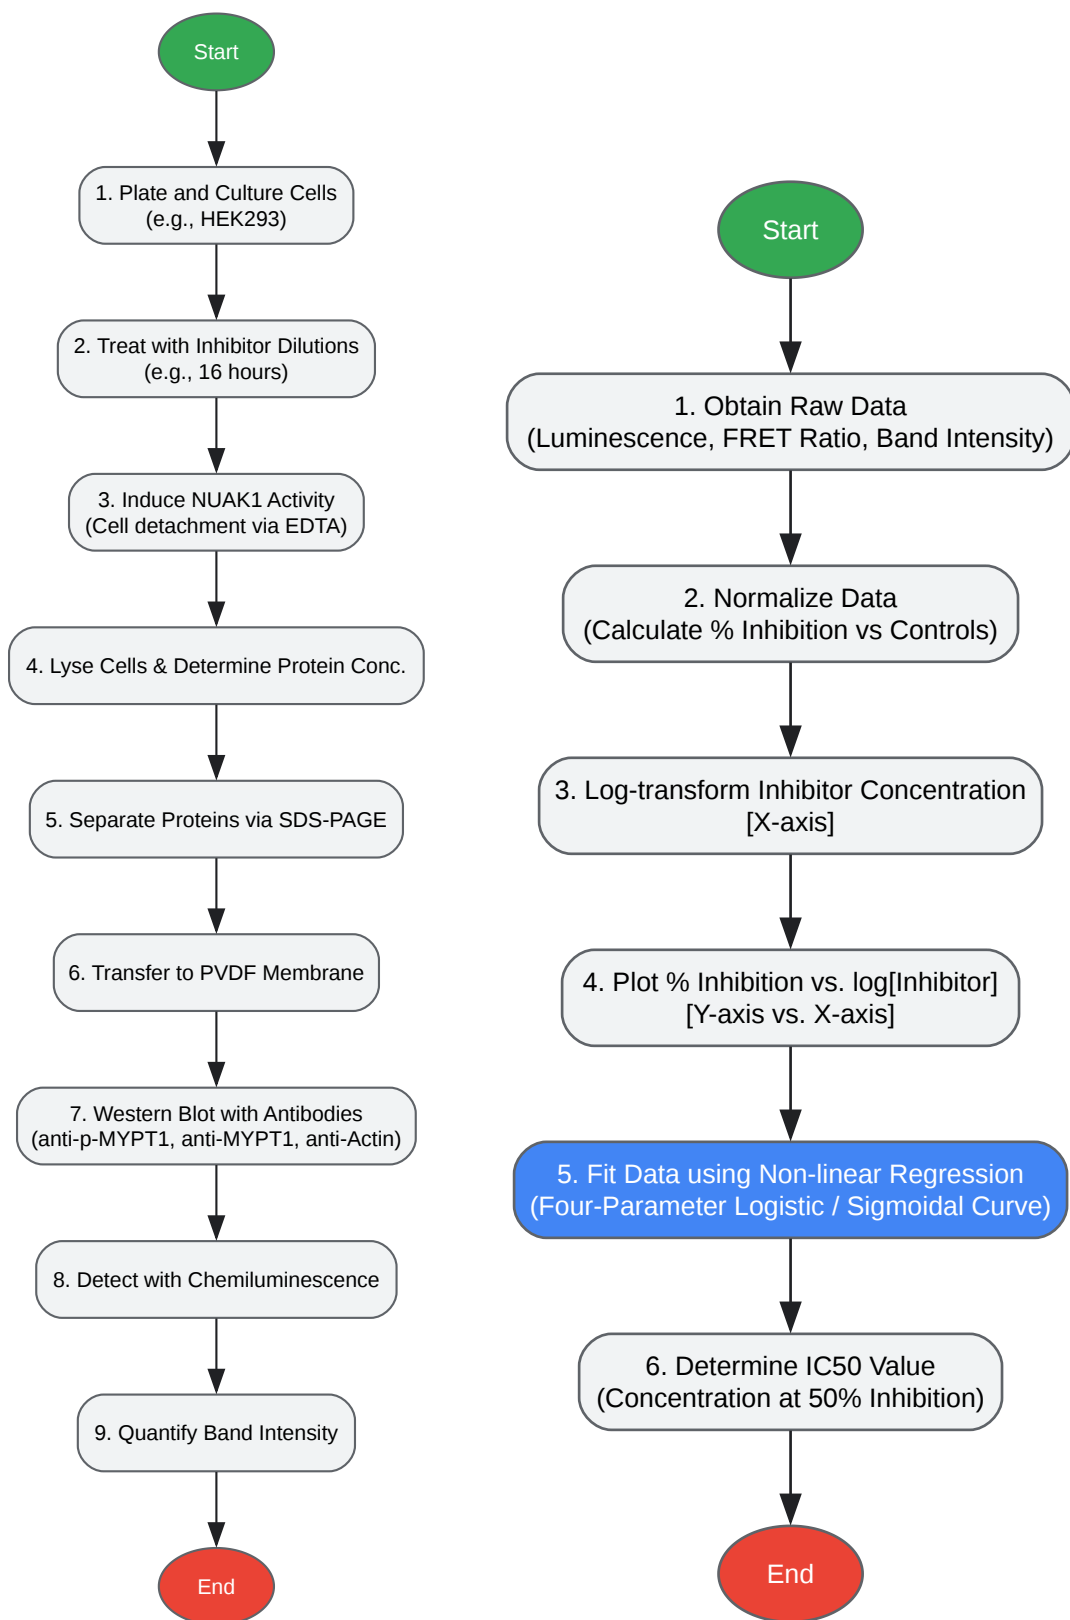 Start
1. Plate and Culture Cells
(e.g., HEK293)
2. Treat with Inhibitor Dilutions
(e.g., 16 hours)
3. Induce NUAK1 Activity
(Cell detachment via EDTA)
4. Lyse Cells & Determine Protein Conc.
5. Separate Proteins via SDS-PAGE
6. Transfer to PVDF Membrane
7. Western Blot with Antibodies
(anti-p-MYPT1, anti-MYPT1, anti-Actin)
8. Detect with Chemiluminescence
9. Quantify Band Intensity
End
Start
1. Obtain Raw Data
(Luminescence, FRET Ratio, Band Intensity)
2. Normalize Data
(Calculate % Inhibition vs Controls)
3. Log-transform Inhibitor Concentration
[X-axis]
4. Plot % Inhibition vs. log[Inhibitor]
[Y-axis vs. X-axis]
5. Fit Data using Non-linear Regression
(Four-Parameter Logistic / Sigmoidal Curve)
6. Determine IC50 Value
(Concentration at 50% Inhibition)
End